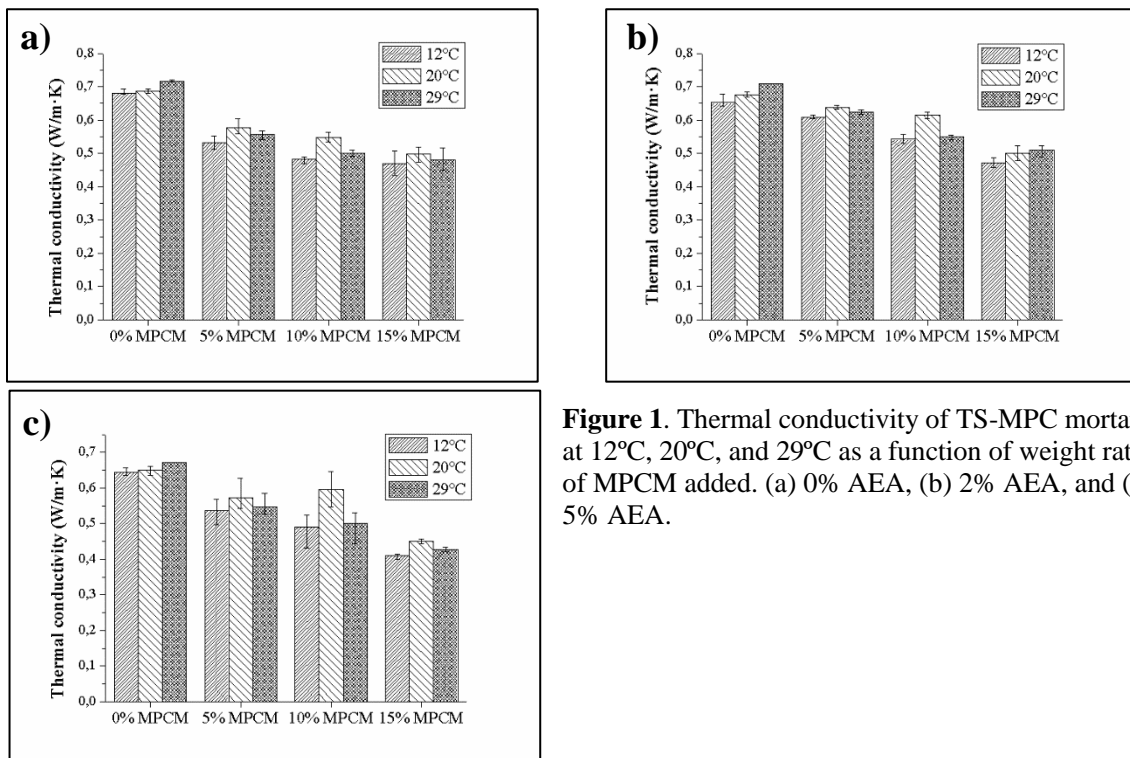 a)
Thermal conductivity (W/m·K)
0,8
0,7
0,6
0,5
0,4
0,3
0,2
0,1
0,0
12°C
20°C
29°C
0% MPCM 5% MPCM 10% MPCM 15% MPCM
b)
Thermal conductivity (W/m·K)
0,8
0,7
0,6
0,5
0,4
0,3
0,2
0,1
0,0
12°C
20°C
29°C
0% MPCM 5% MPCM 10% MPCM 15% MPCM
c)
Thermal conductivity (W/m·K)
0,7
0,6
0,5
0,4
0,3
0,2
0,1
0,0
12°C
20°C
29°C
0% MPCM 5% MPCM 10% MPCM 15% MPCM
Figure 1. Thermal conductivity of TS-MPC
at 12ºC, 20ºC, and 29ºC as a function of weight
of MPCM added. (a) 0% AEA, (b) 2% AEA, and (
5% AEA.